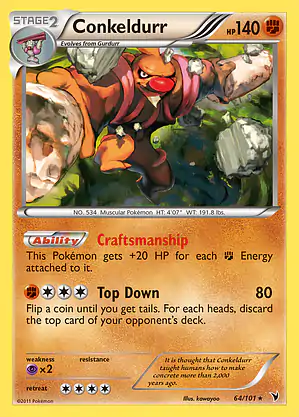 STAGE2 Conkeldurr HP140
Evolves from Gurdurr
NO. 534 Muscular Pokémon HT: 4'07" WT: 191.8 lbs.
Ability Craftsmanship
This Pokémon gets +20 HP for each Energy
attached to it.
Top Down 80
Flip a coin until you get tails. For each heads, discard
the top card of your opponent's deck.
weakness resistance
×2
retreat
It is thought that Conkeldurr
taught humans how to make
concrete more than 2,000
years ago.
©2011 Pokémon Illus. kawayoo 64/101 ★